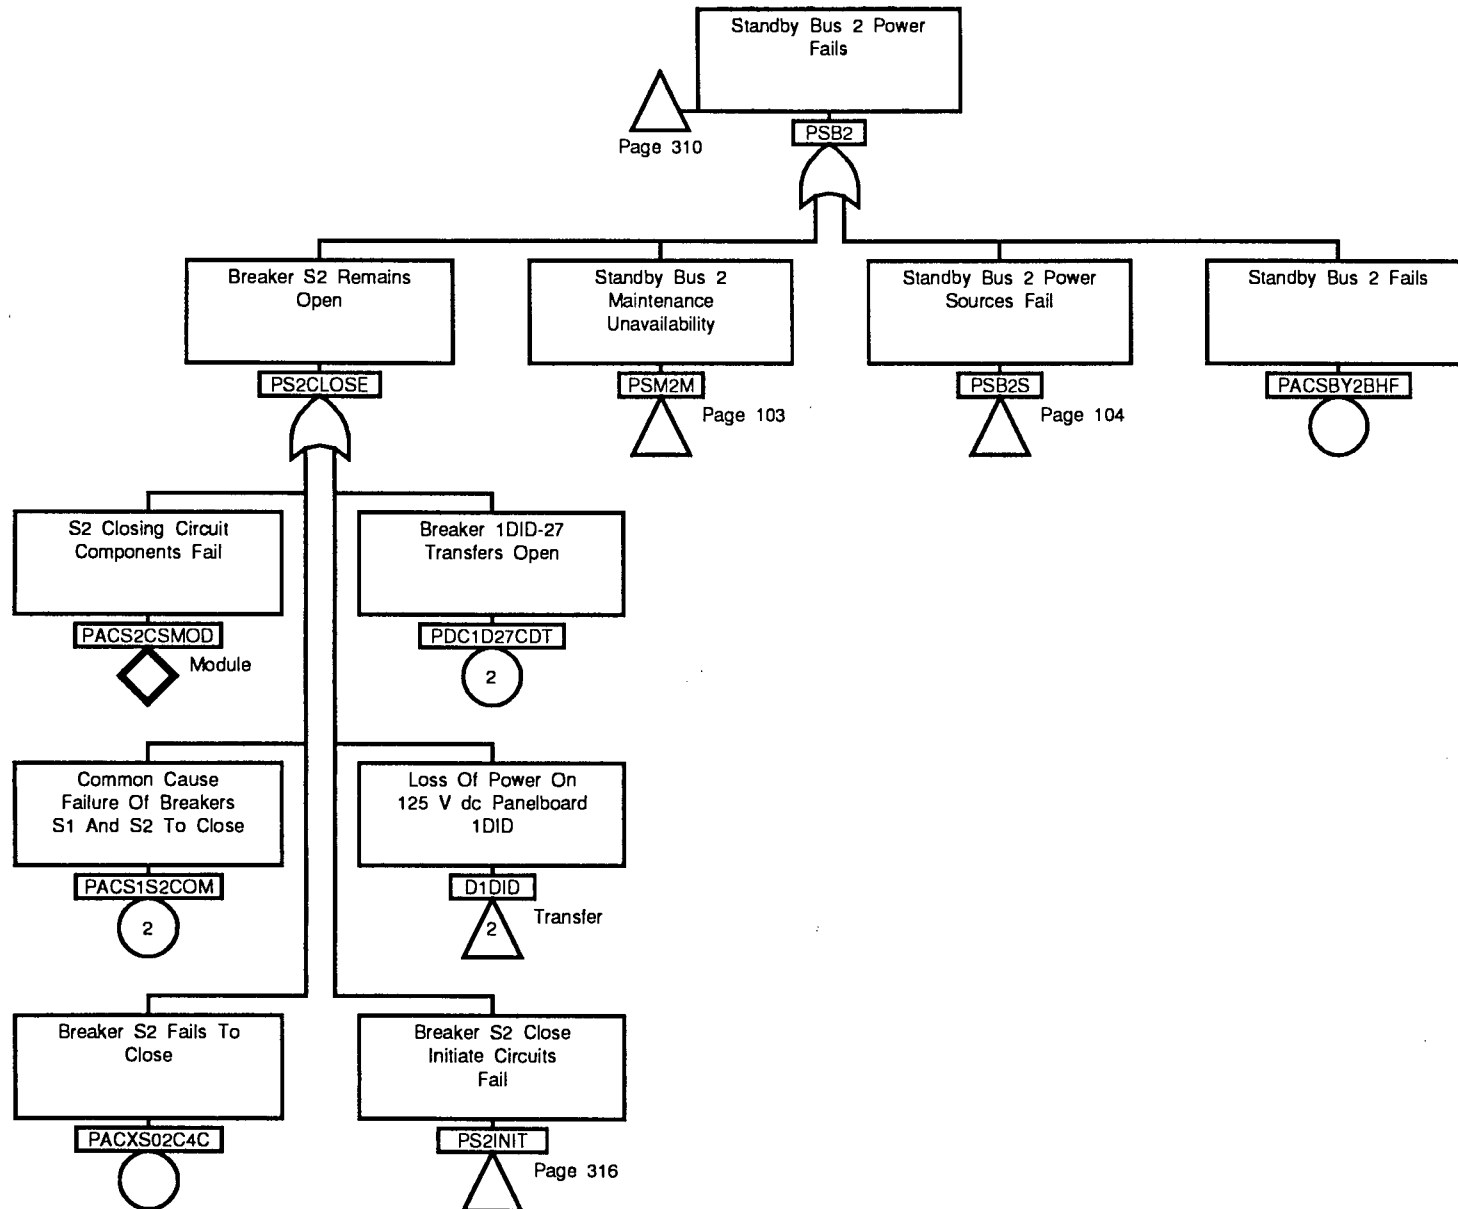 Standby Bus 2 Power
Fails
Page 310
PSB2
Breaker S2 Remains
Open
PS2CLOSE
Standby Bus 2
Maintenance
Unavailability
PSM2M
Page 103
Standby Bus 2 Power
Sources Fail
PSB2S
Page 104
Standby Bus 2 Fails
PACSBY2BHF
S2 Closing Circuit
Components Fail
PACS2CSMOD
Module
Breaker 1DID-27
Transfers Open
PDC1D27CDT
2
Common Cause
Failure Of Breakers
S1 And S2 To Close
PACS1S2COM
2
Loss Of Power On
125 V dc Panelboard
1DID
D1DID
2
Transfer
Breaker S2 Fails To
Close
PACXS02C4C
Breaker S2 Close
Initiate Circuits
Fail
PS2INIT
Page 316